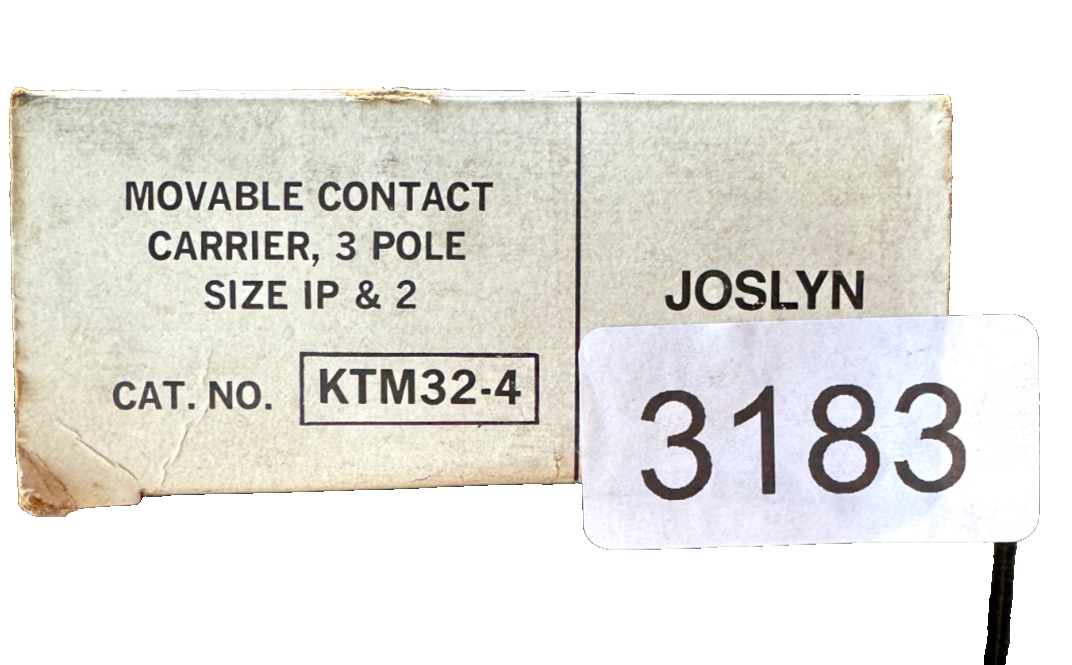 MOVABLE CONTACT
CARRIER, 3 POLE
SIZE IP & 2
CAT. NO. KTM32-4
JOSLYN
3183